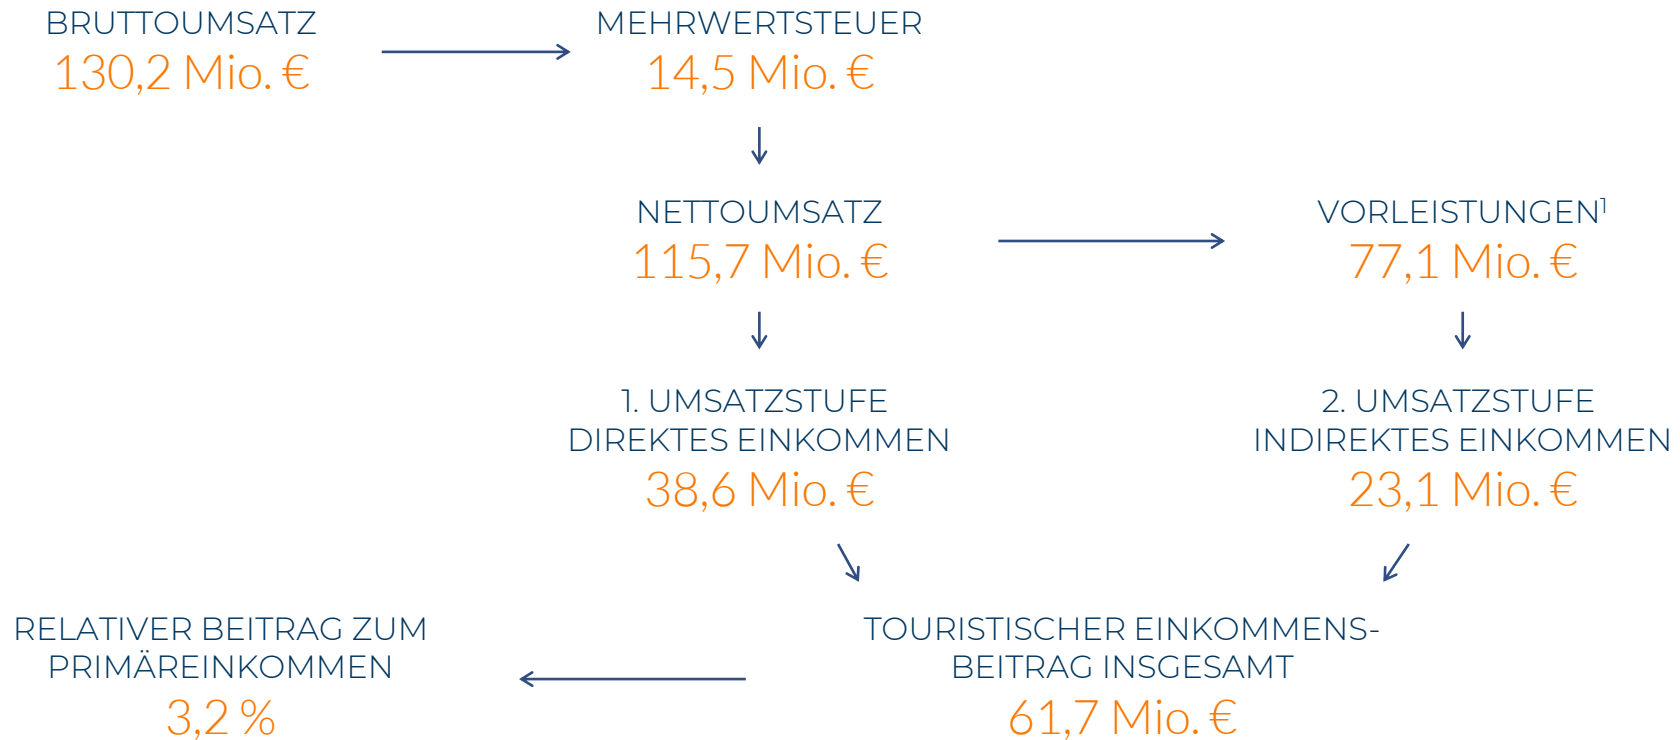 BRUTTOUMSATZ
130,2 Mio. €
MEHRWERTSTEUER
14,5 Mio. €
NETTOUMSATZ
115,7 Mio. €
VORLEISTUNGEN¹
77,1 Mio. €
1. UMSATZSTUFE
DIREKTES EINKOMMEN
38,6 Mio. €
2. UMSATZSTUFE
INDIREKTES EINKOMMEN
23,1 Mio. €
RELATIVER BEITRAG ZUM
PRIMÄREINKOMMEN
3,2 %
TOURISTISCHER EINKOMMENS-
BEITRAG INSGESAMT
61,7 Mio. €